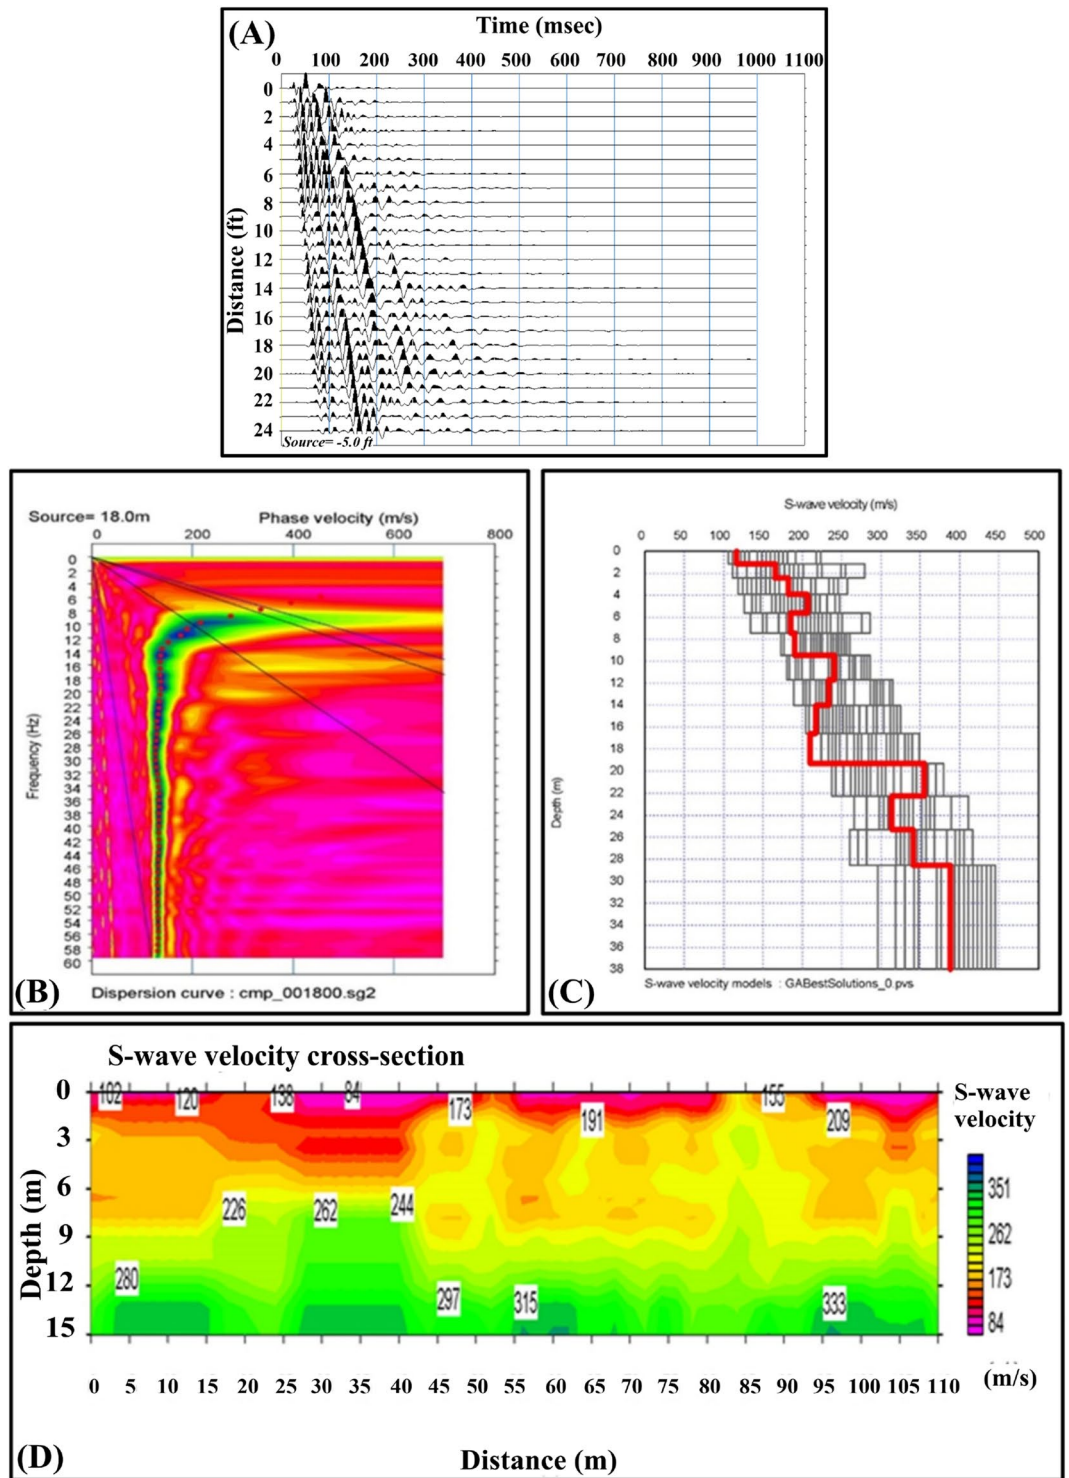 (A)
Time (msec)
0 100 200 300 400 500 600 700 800 900 1000 1100
Distance (ft)
0
2
4
6
8
10
12
14
16
18
20
22
24
Source= -5.0 ft
Source= 18.0m
Phase velocity (m/s)
0 200 400 600 800
Frequency (Hz)
0
2
4
6
8
10
12
14
16
18
20
22
24
26
28
30
32
34
36
38
40
42
44
46
48
50
52
54
56
58
60
(B)
Dispersion curve : cmp_001800.sg2
S-wave velocity (m/s)
0 50 100 150 200 250 300 350 400 450 500
Depth (m)
0
2
4
6
8
10
12
14
16
18
20
22
26
28
30
32
36
38
(C)
S-wave velocity models : GABestSolutions_0.pvs
S-wave velocity cross-section
S-wave
velocity
Depth (m)
0
3
6
9
12
15
102 120 138 84 173 191 155 209
226 262 244
280 297 315 333
351
262
173
84
(m/s)
0 5 10 15 20 25 30 35 40 45 50 55 60 65 70 75 80 85 90 95 100 105 110
(D)
Distance (m)